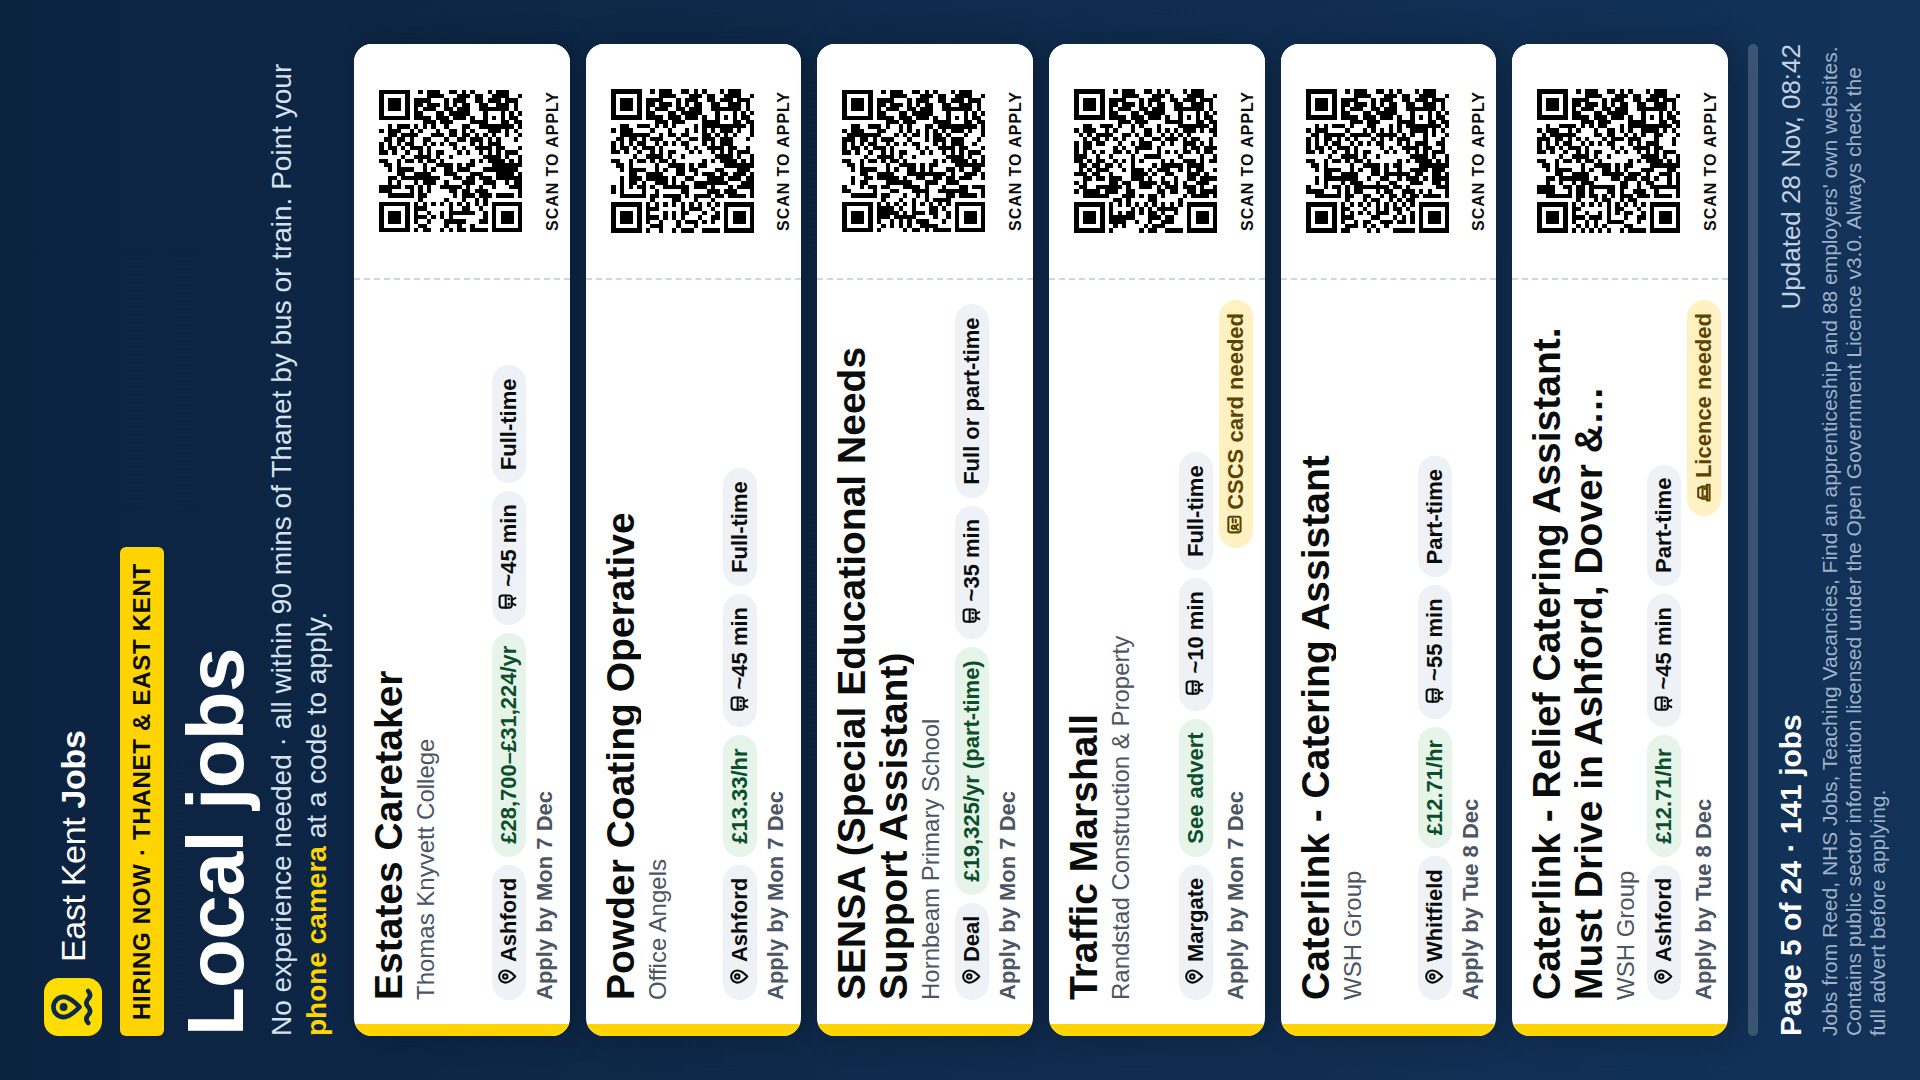 East Kent Jobs
HIRING NOW · THANET & EAST KENT
Local jobs
No experience needed · all within 90 mins of Thanet by bus or train. Point your
phone camera at a code to apply.
Estates Caretaker
Thomas Knyvett College
Ashford
£28,700–£31,224/yr
~45 min
Full-time
Apply by Mon 7 Dec
SCAN TO APPLY
Powder Coating Operative
Office Angels
Ashford
£13.33/hr
~45 min
Full-time
Apply by Mon 7 Dec
SCAN TO APPLY
SENSA (Special Educational Needs
Support Assistant)
Hornbeam Primary School
Deal
£19,325/yr (part-time)
~35 min
Full or part-time
Apply by Mon 7 Dec
SCAN TO APPLY
Traffic Marshall
Randstad Construction & Property
Margate
See advert
~10 min
Full-time
CSCS card needed
Apply by Mon 7 Dec
SCAN TO APPLY
Caterlink - Catering Assistant
WSH Group
Whitfield
£12.71/hr
~55 min
Part-time
Apply by Tue 8 Dec
SCAN TO APPLY
Caterlink - Relief Catering Assistant.
Must Drive in Ashford, Dover &...
WSH Group
Ashford
£12.71/hr
~45 min
Part-time
Licence needed
Apply by Tue 8 Dec
SCAN TO APPLY
Page 5 of 24 · 141 jobs
Updated 28 Nov, 08:42
Jobs from Reed, NHS Jobs, Teaching Vacancies, Find an apprenticeship and 88 employers' own websites.
Contains public sector information licensed under the Open Government Licence v3.0. Always check the
full advert before applying.